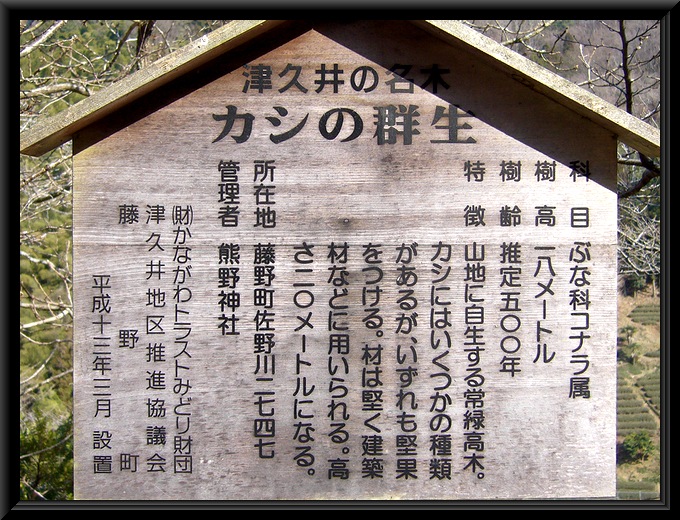 津久井の名木
カシの群生
科目 ぶな科コナラ属
樹高 一八メートル
樹齢 推定五〇〇年
特徴 山地に自生する常緑高木。
カシにはいくつかの種類
があるが、いずれも堅果
をつける。材は堅く建築
材などに用いられる。高
さ二〇メートルになる。
所在地 藤野町佐野川二七四七
管理者 熊野神社
(財)かながわトラストみどり財団
津久井地区推進協議会
藤野町
平成十三年三月 設置